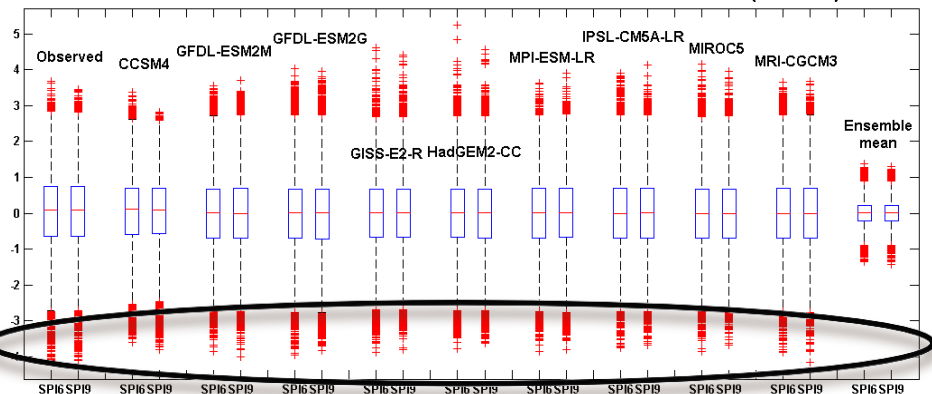 Observed
CCSM4
GFDL-ESM2M
GFDL-ESM2G
GISS-E2-R
HadGEM2-CC
MPI-ESM-LR
IPSL-CM5A-LR
MIROC5
MRI-CGCM3
Ensemble
mean
5
4
3
2
1
0
-1
-2
-3
SPI6 SPI9 SPI6 SPI9 SPI6 SPI9 SPI6 SPI9 SPI6 SPI9 SPI6 SPI9 SPI6 SPI9 SPI6 SPI9 SPI6 SPI9 SPI6 SPI9 SPI6 SPI9